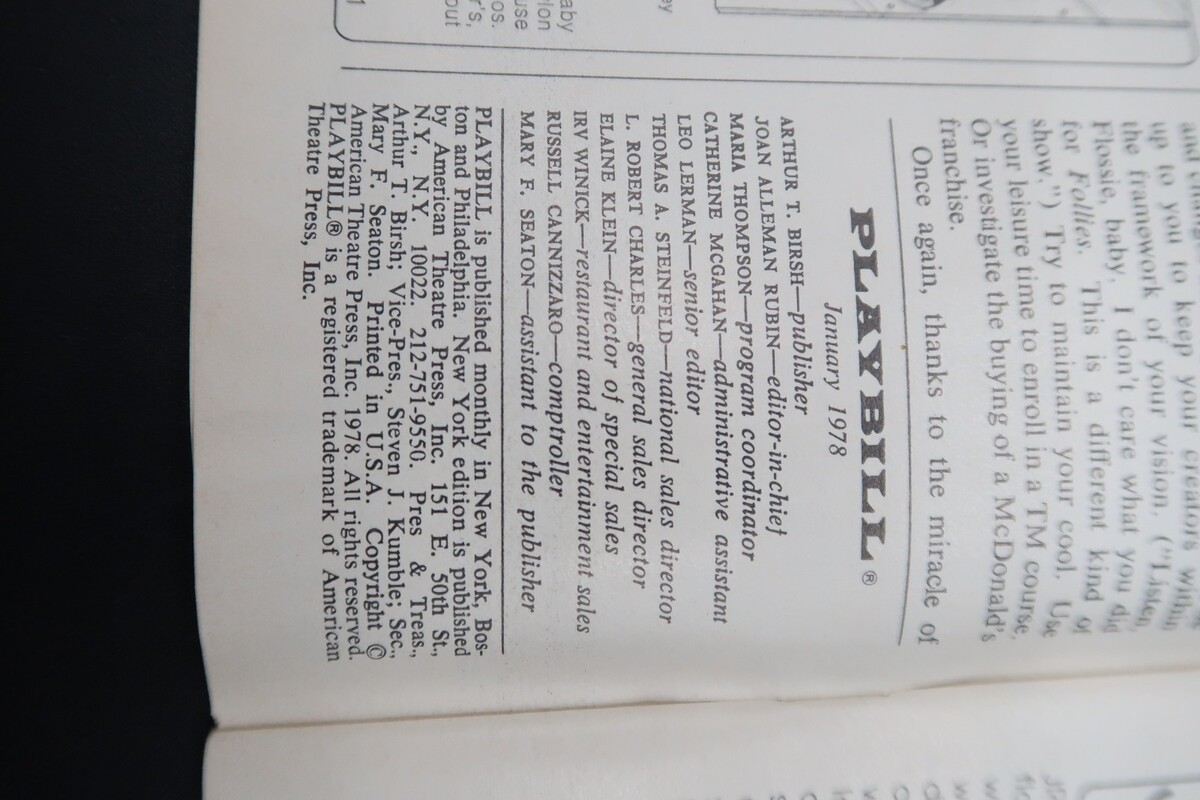 up to you to keep your creators within
the framework of your vision. ("Listen,
Flossie, baby. I don't care what you did
for Follies. This is a different kind of
show.") Try to maintain your cool. Use
your leisure time to enroll in a TM course.
Or investigate the buying of a McDonald's
franchise.
Once again, thanks to the miracle of
PLAYBILL®
January 1978
ARTHUR T. BIRSH—publisher
JOAN ALLEMAN RUBIN—editor-in-chief
MARIA THOMPSON—program coordinator
CATHERINE McGAHAN—administrative assistant
LEO LERMAN—senior editor
THOMAS A. STEINFELD—national sales director
L. ROBERT CHARLES—general sales director
ELAINE KLEIN—director of special sales
IRV WINICK—restaurant and entertainment sales
RUSSELL CANNIZZARO—comptroller
MARY F. SEATON—assistant to the publisher
PLAYBILL is published monthly in New York, Bos-
ton and Philadelphia. New York edition is published
by American Theatre Press, Inc. 151 E. 50th St.,
N.Y., N.Y. 10022. 212-751-9550. Pres & Treas.,
Arthur T. Birsh; Vice-Pres., Steven J. Kumble; Sec.,
Mary F. Seaton. Printed in U.S.A. Copyright ©
American Theatre Press, Inc. 1978. All rights reserved.
PLAYBILL® is a registered trademark of American
Theatre Press, Inc.